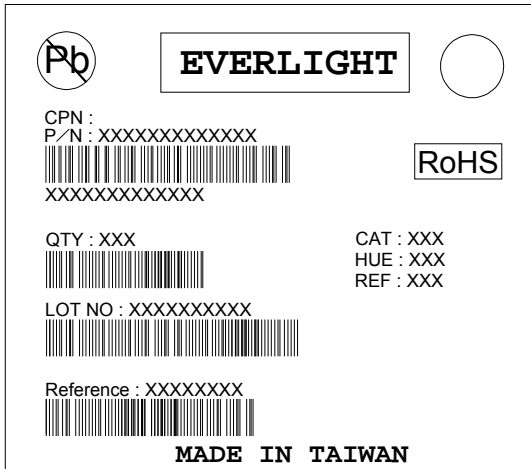 Pb
EVERLIGHT
CPN :
P/N : XXXXXXXXXXXXX
RoHS
XXXXXXXXXXXXX
QTY : XXX
CAT : XXX
HUE : XXX
REF : XXX
LOT NO : XXXXXXXXXX
Reference : XXXXXXXX
MADE IN TAIWAN